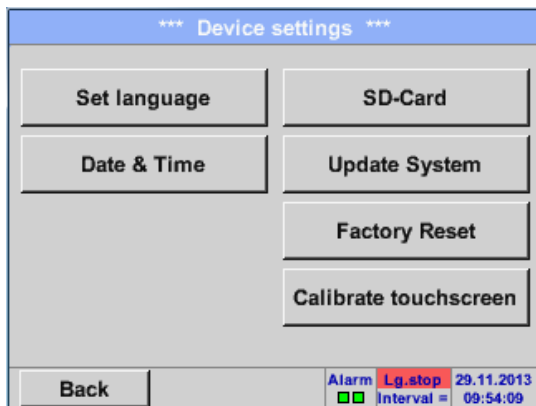 *** Device settings ***
Set language
SD-Card
Date & Time
Update System
Factory Reset
Calibrate touchscreen
Back
Alarm
Lg.stop
29.11.2013
Interval =
09:54:09